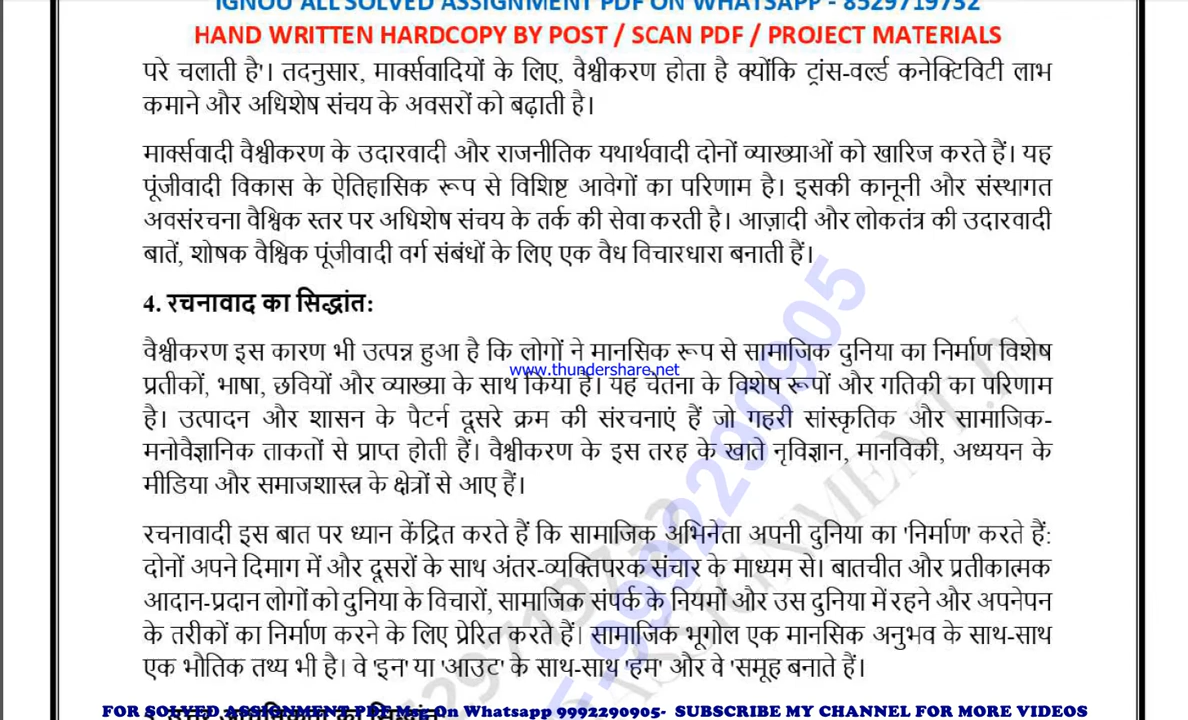 IGNOU ALL SOLVED ASSIGNMENT PDF ON WHATSAPP - 8529719732
HAND WRITTEN HARDCOPY BY POST / SCAN PDF / PROJECT MATERIALS
परे चलाती है'। तदनुसार, मार्क्सवादियों के लिए, वैश्वीकरण होता है क्योंकि ट्रांस-वर्ल्ड कनेक्टिविटी लाभ
कमाने और अधिशेष संचय के अवसरों को बढ़ाती है।
मार्क्सवादी वैश्वीकरण के उदारवादी और राजनीतिक यथार्थवादी दोनों व्याख्याओं को खारिज करते हैं। यह
पूंजीवादी विकास के ऐतिहासिक रूप से विशिष्ट आवेगों का परिणाम है। इसकी कानूनी और संस्थागत
अवसंरचना वैश्विक स्तर पर अधिशेष संचय के तर्क की सेवा करती है। आज़ादी और लोकतंत्र की उदारवादी
बातें, शोषक वैश्विक पूंजीवादी वर्ग संबंधों के लिए एक वैध विचारधारा बनाती हैं।
4. रचनावाद का सिद्धांत:
वैश्वीकरण इस कारण भी उत्पन्न हुआ है कि लोगों ने मानसिक रूप से सामाजिक दुनिया का निर्माण विशेष
www.thundershare.net
प्रतीकों, भाषा, छवियों और व्याख्या के साथ किया है। यह चेतना के विशेष रूपों और गतिकी का परिणाम
है। उत्पादन और शासन के पैटर्न दूसरे क्रम की संरचनाएं हैं जो गहरी सांस्कृतिक और सामाजिक-
मनोवैज्ञानिक ताकतों से प्राप्त होती हैं। वैश्वीकरण के इस तरह के खाते नृविज्ञान, मानविकी, अध्ययन के
मीडिया और समाजशास्त्र के क्षेत्रों से आए हैं।
रचनावादी इस बात पर ध्यान केंद्रित करते हैं कि सामाजिक अभिनेता अपनी दुनिया का 'निर्माण' करते हैं:
दोनों अपने दिमाग में और दूसरों के साथ अंतर-व्यक्तिपरक संचार के माध्यम से। बातचीत और प्रतीकात्मक
आदान-प्रदान लोगों को दुनिया के विचारों, सामाजिक संपर्क के नियमों और उस दुनिया में रहने और अपनेपन
के तरीकों का निर्माण करने के लिए प्रेरित करते हैं। सामाजिक भूगोल एक मानसिक अनुभव के साथ-साथ
एक भौतिक तथ्य भी है। वे 'इन' या 'आउट' के साथ-साथ 'हम' और वे 'समूह बनाते हैं।
FOR SOLVED ASSIGNMENT PDF Msg On Whatsapp 9992290905- SUBSCRIBE MY CHANNEL FOR MORE VIDEOS